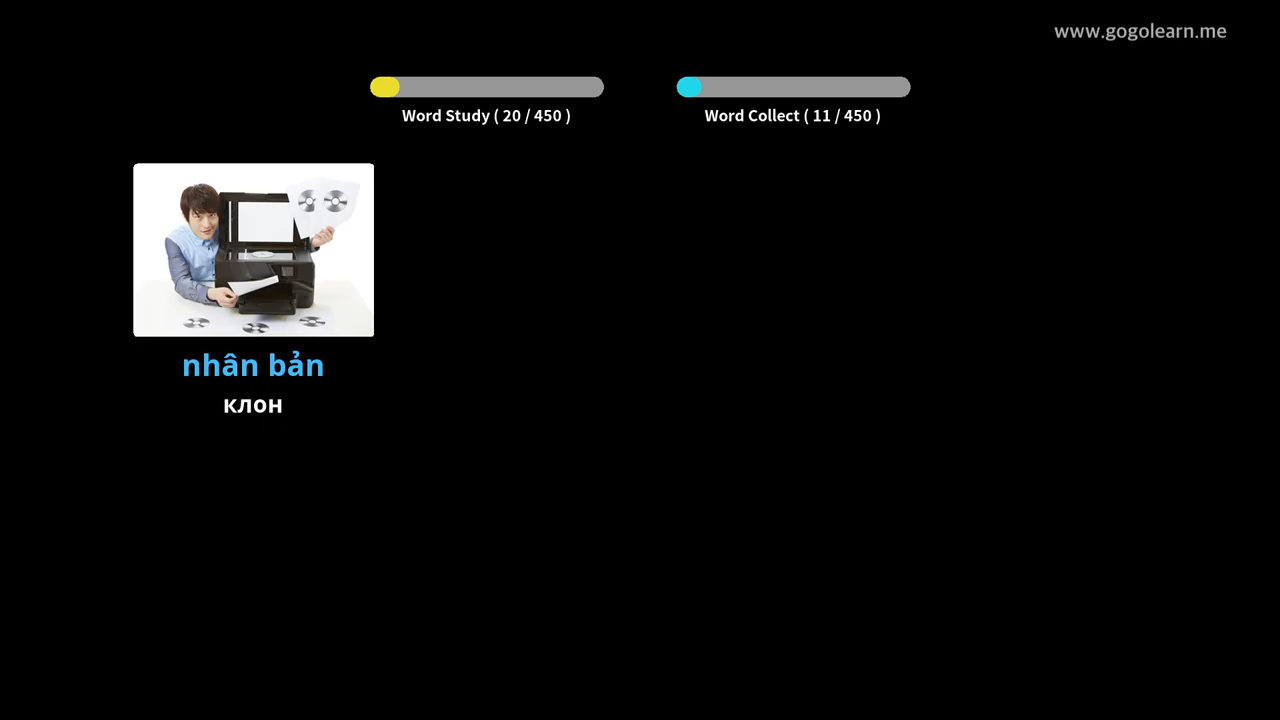 www.gogolearn.me
Word Study ( 20 / 450 )
Word Collect ( 11 / 450 )
nhân bản
клон